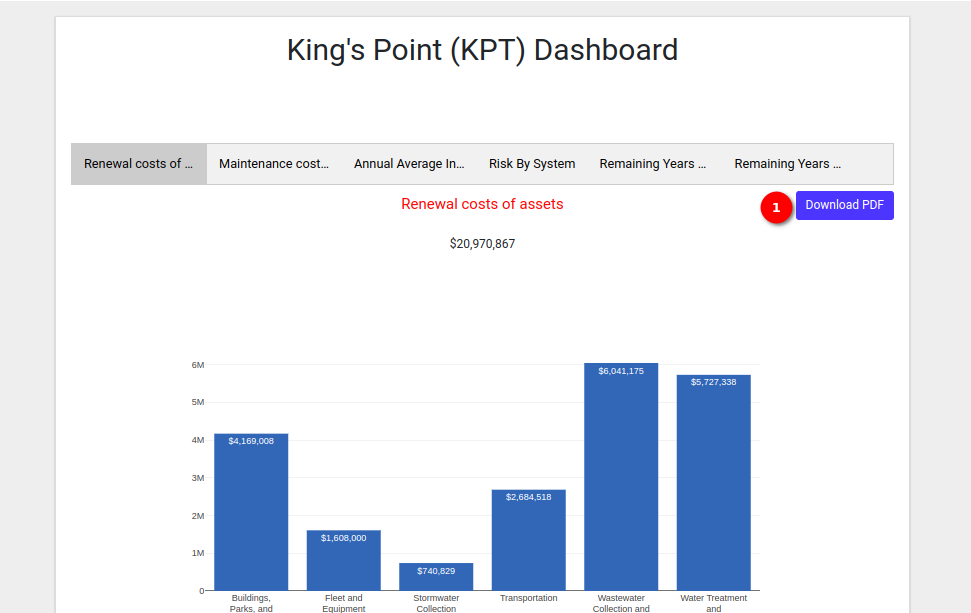 King's Point (KPT) Dashboard
Renewal costs of ... Maintenance cost... Annual Average In... Risk By System Remaining Years ... Remaining Years ...
Renewal costs of assets
1
Download PDF
$20,970,867
6M
5M
4M
3M
2M
1M
0
$4,169,008
$1,608,000
$740,829
$2,684,518
$6,041,175
$5,727,338
Buildings,
Parks, and
Fleet and
Equipment
Stormwater
Collection
Transportation
Wastewater
Collection and
Water Treatment
and